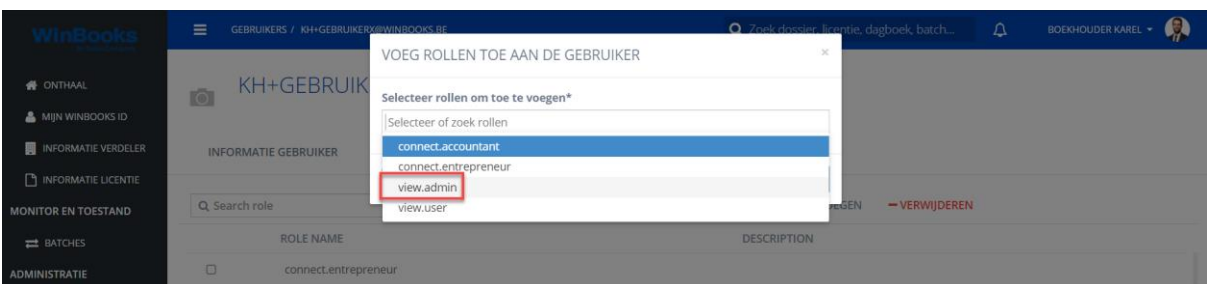 WinBooks
GEBRUIKERS / KH+GEBRUIKERX@WINBOOKS.BE
Zoek dossier, licentie, dagboek, batch...
BOEKHOUDER KAREL
VOEG ROLLEN TOE AAN DE GEBRUIKER
×
ONTHAAL
KH+GEBRUIK
Selecteer rollen om toe te voegen*
MIJN WINBOOKS ID
Selecteer of zoek rollen
INFORMATIE VERDELER
INFORMATIE GEBRUIKER
connect.accountant
connect.entrepreneur
INFORMATIE LICENTIE
view.admin
MONITOR EN TOESTAND
Search role
view.user
EGEN
VERWIJDEREN
BATCHES
ROLE NAME
DESCRIPTION
ADMINISTRATIE
connect.entrepreneur